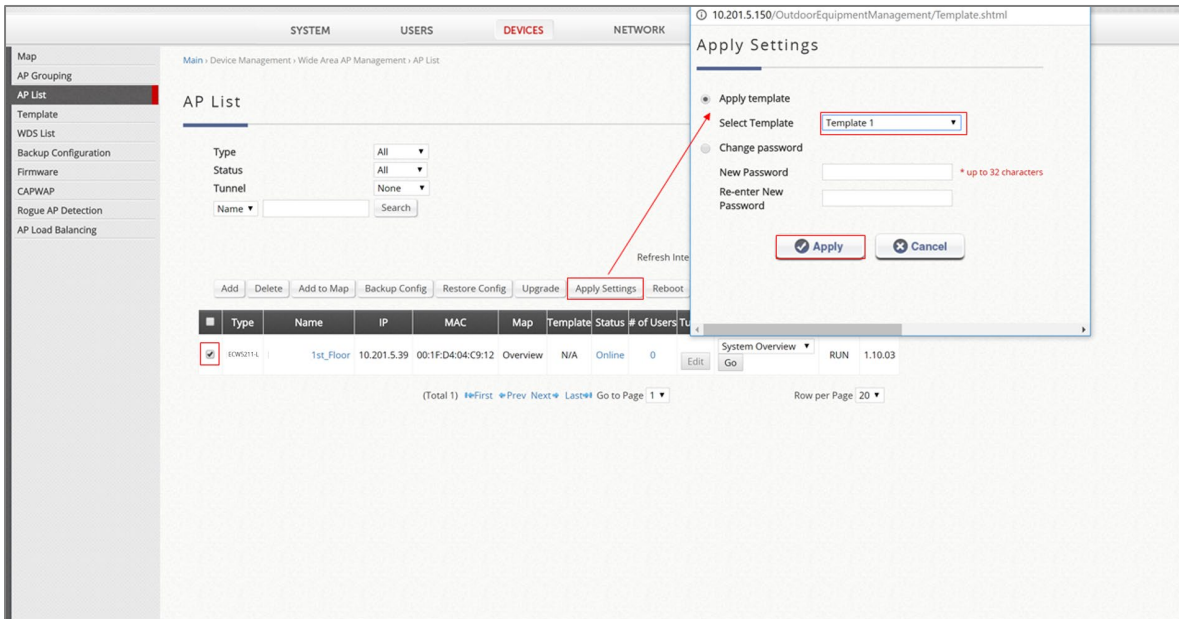 SYSTEM USERS DEVICES NETWORK
Map
AP Grouping
AP List
Template
WDS List
Backup Configuration
Firmware
CAPWAP
Rogue AP Detection
AP Load Balancing
Main › Device Management › Wide Area AP Management › AP List
AP List
Type All
Status All
Tunnel None
Name Search
Refresh Inte
Add Delete Add to Map Backup Config Restore Config Upgrade Apply Settings Reboot
Type Name IP MAC Map Template Status # of Users Tu
ECW5211-L 1st_Floor 10.201.5.39 00:1F:D4:04:C9:12 Overview N/A Online 0 Edit System Overview Go RUN 1.10.03
(Total 1) First Prev Next Last Go to Page 1 Row per Page 20
10.201.5.150/OutdoorEquipmentManagement/Template.shtml
Apply Settings
Apply template
Select Template Template 1
Change password
New Password * up to 32 characters
Re-enter New
Password
Apply Cancel